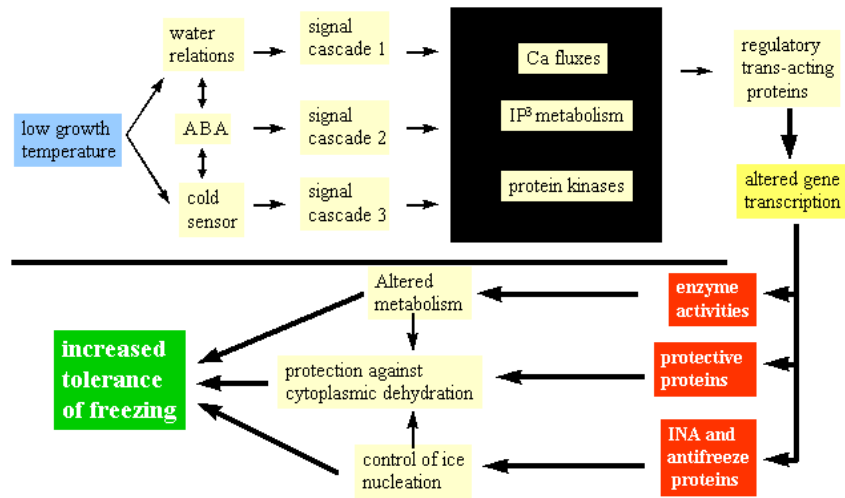 water
relations
signal
cascade 1
Ca fluxes
regulatory
trans-acting
proteins
low growth
temperature
ABA
signal
cascade 2
IP³ metabolism
cold
sensor
signal
cascade 3
protein kinases
altered gene
transcription
Altered
metabolism
enzyme
activities
increased
tolerance
of freezing
protection against
cytoplasmic dehydration
protective
proteins
control of ice
nucleation
INA and
antifreeze
proteins